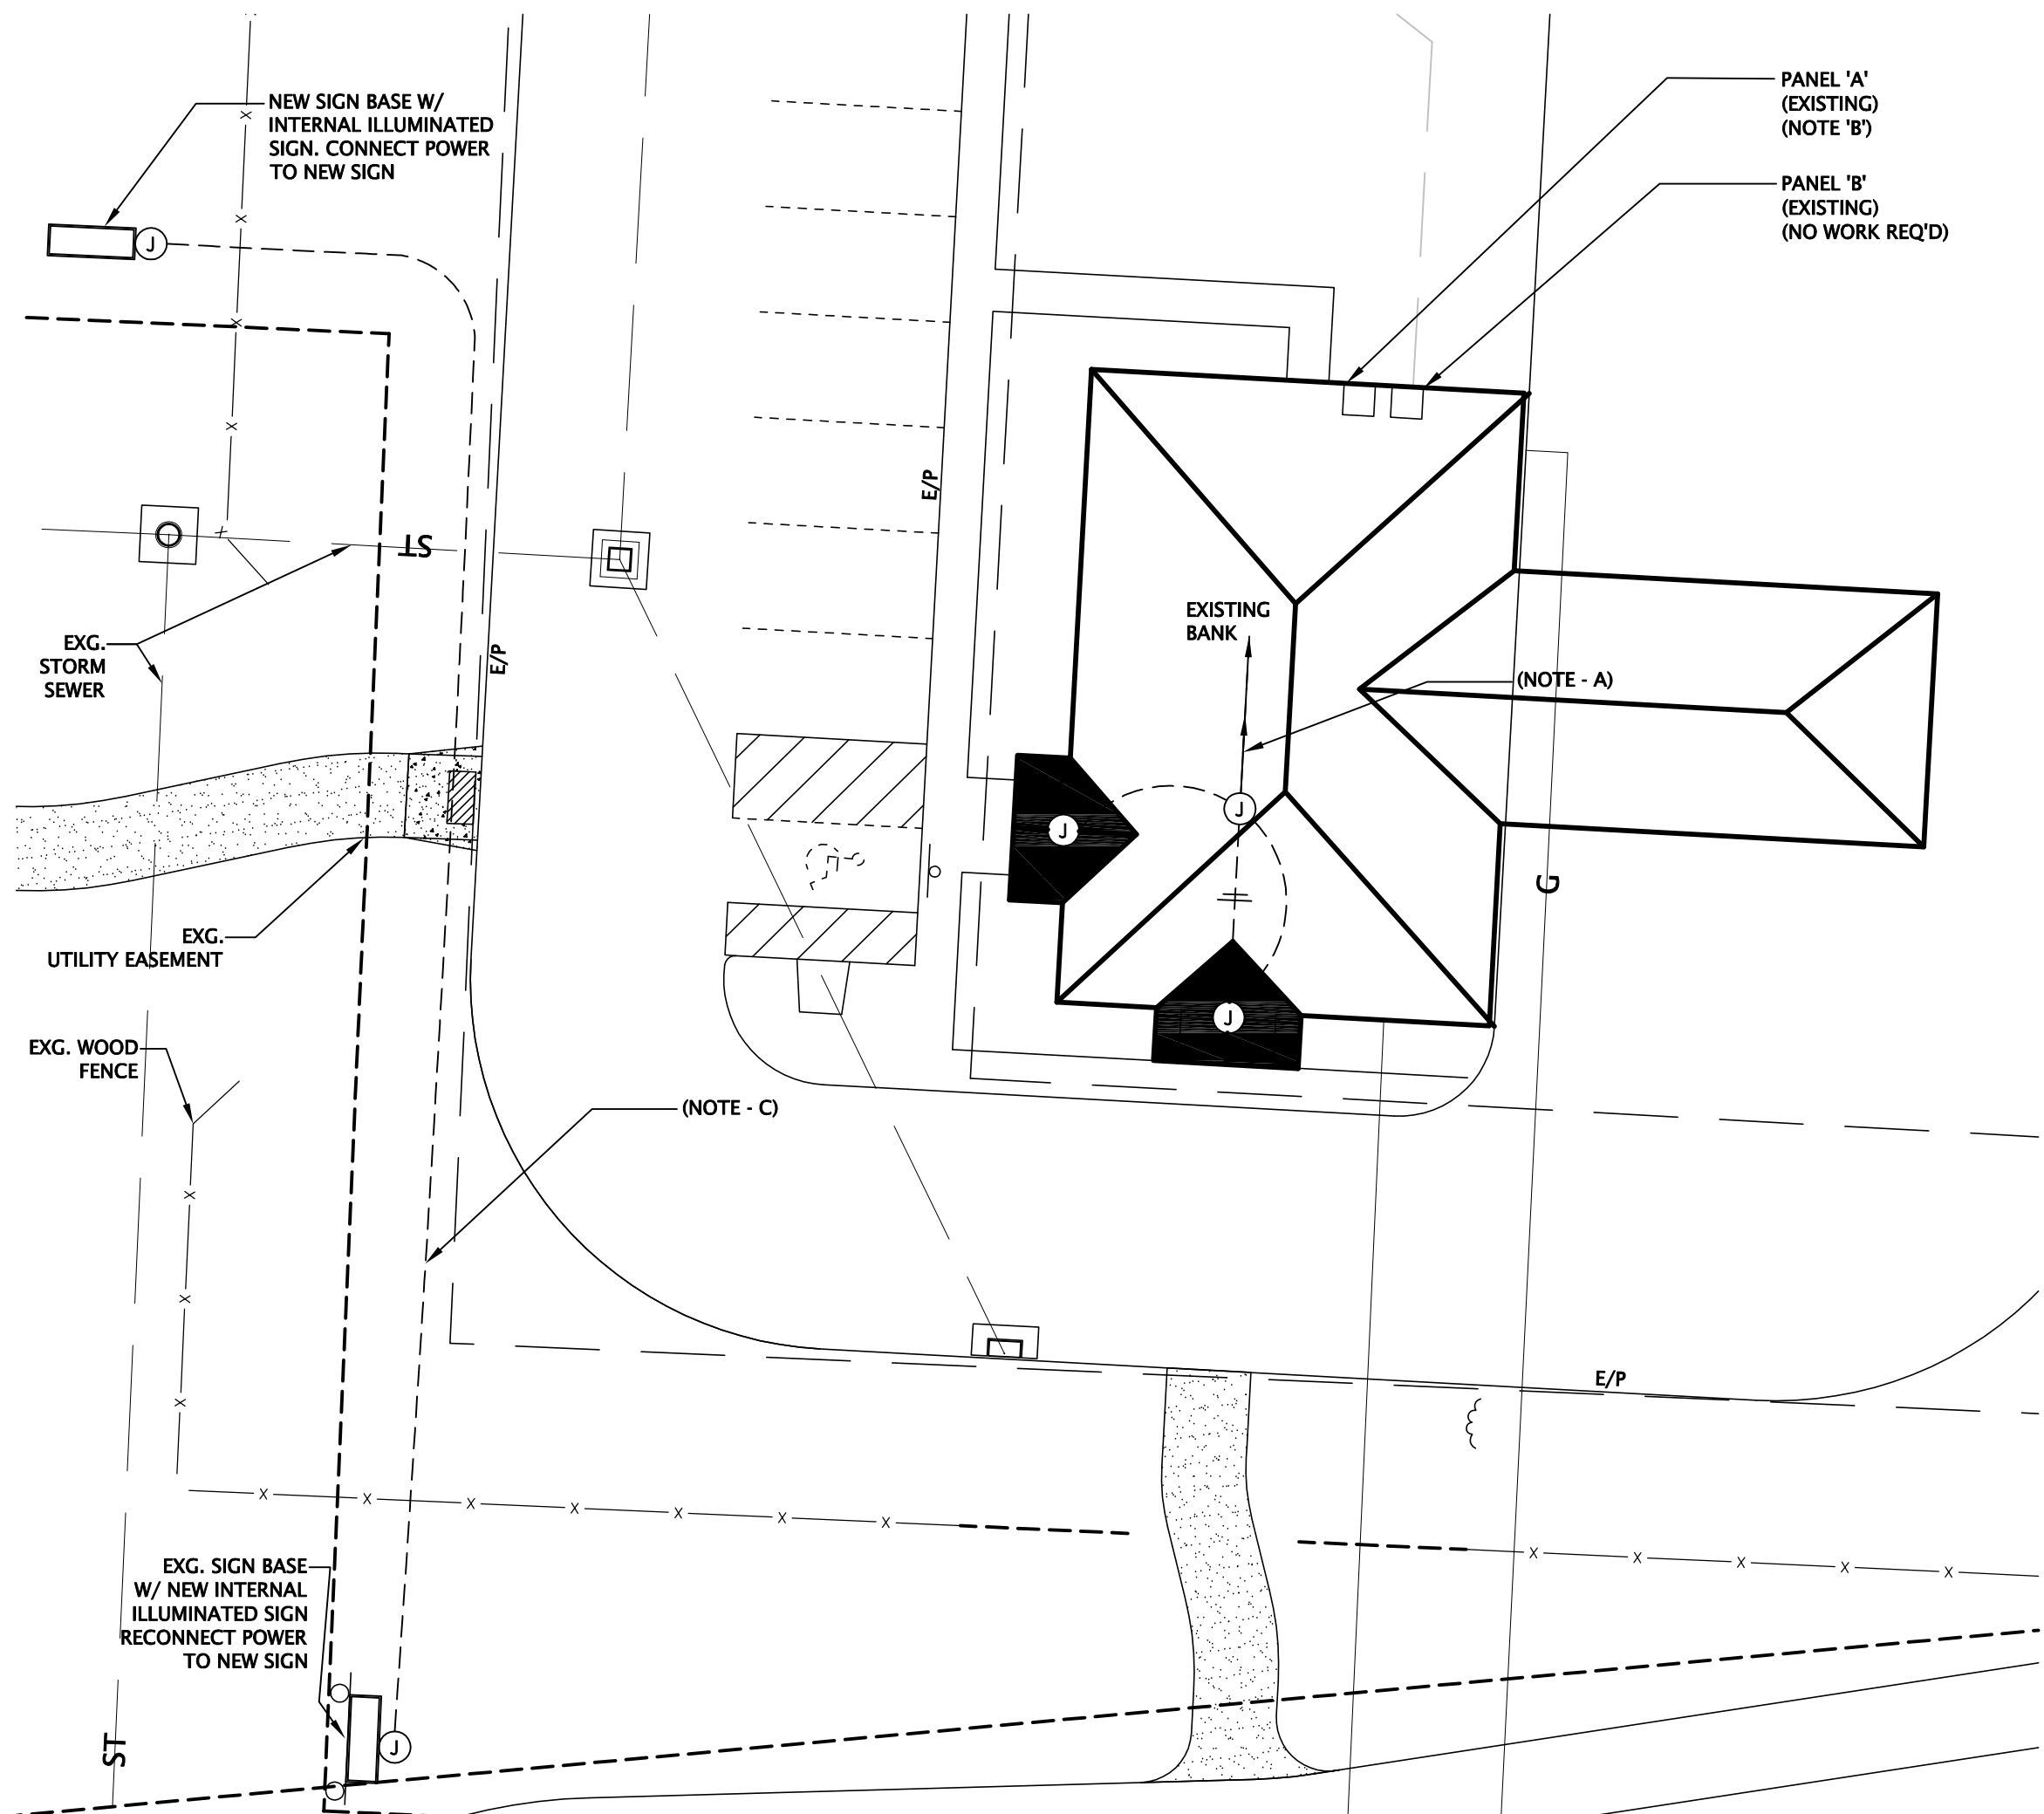 NEW SIGN BASE W/
INTERNAL ILLUMINATED
SIGN. CONNECT POWER
TO NEW SIGN
PANEL 'A'
(EXISTING)
(NOTE 'B')
PANEL 'B'
(EXISTING)
(NO WORK REQ'D)
J
E/P
ST
EXISTING
BANK
EXG.
STORM
SEWER
E/P
(NOTE - A)
J
J
G
EXG.
UTILITY EASEMENT
J
EXG. WOOD
FENCE
(NOTE - C)
E/P
EXG. SIGN BASE
W/ NEW INTERNAL
ILLUMINATED SIGN
RECONNECT POWER
TO NEW SIGN
ST
J